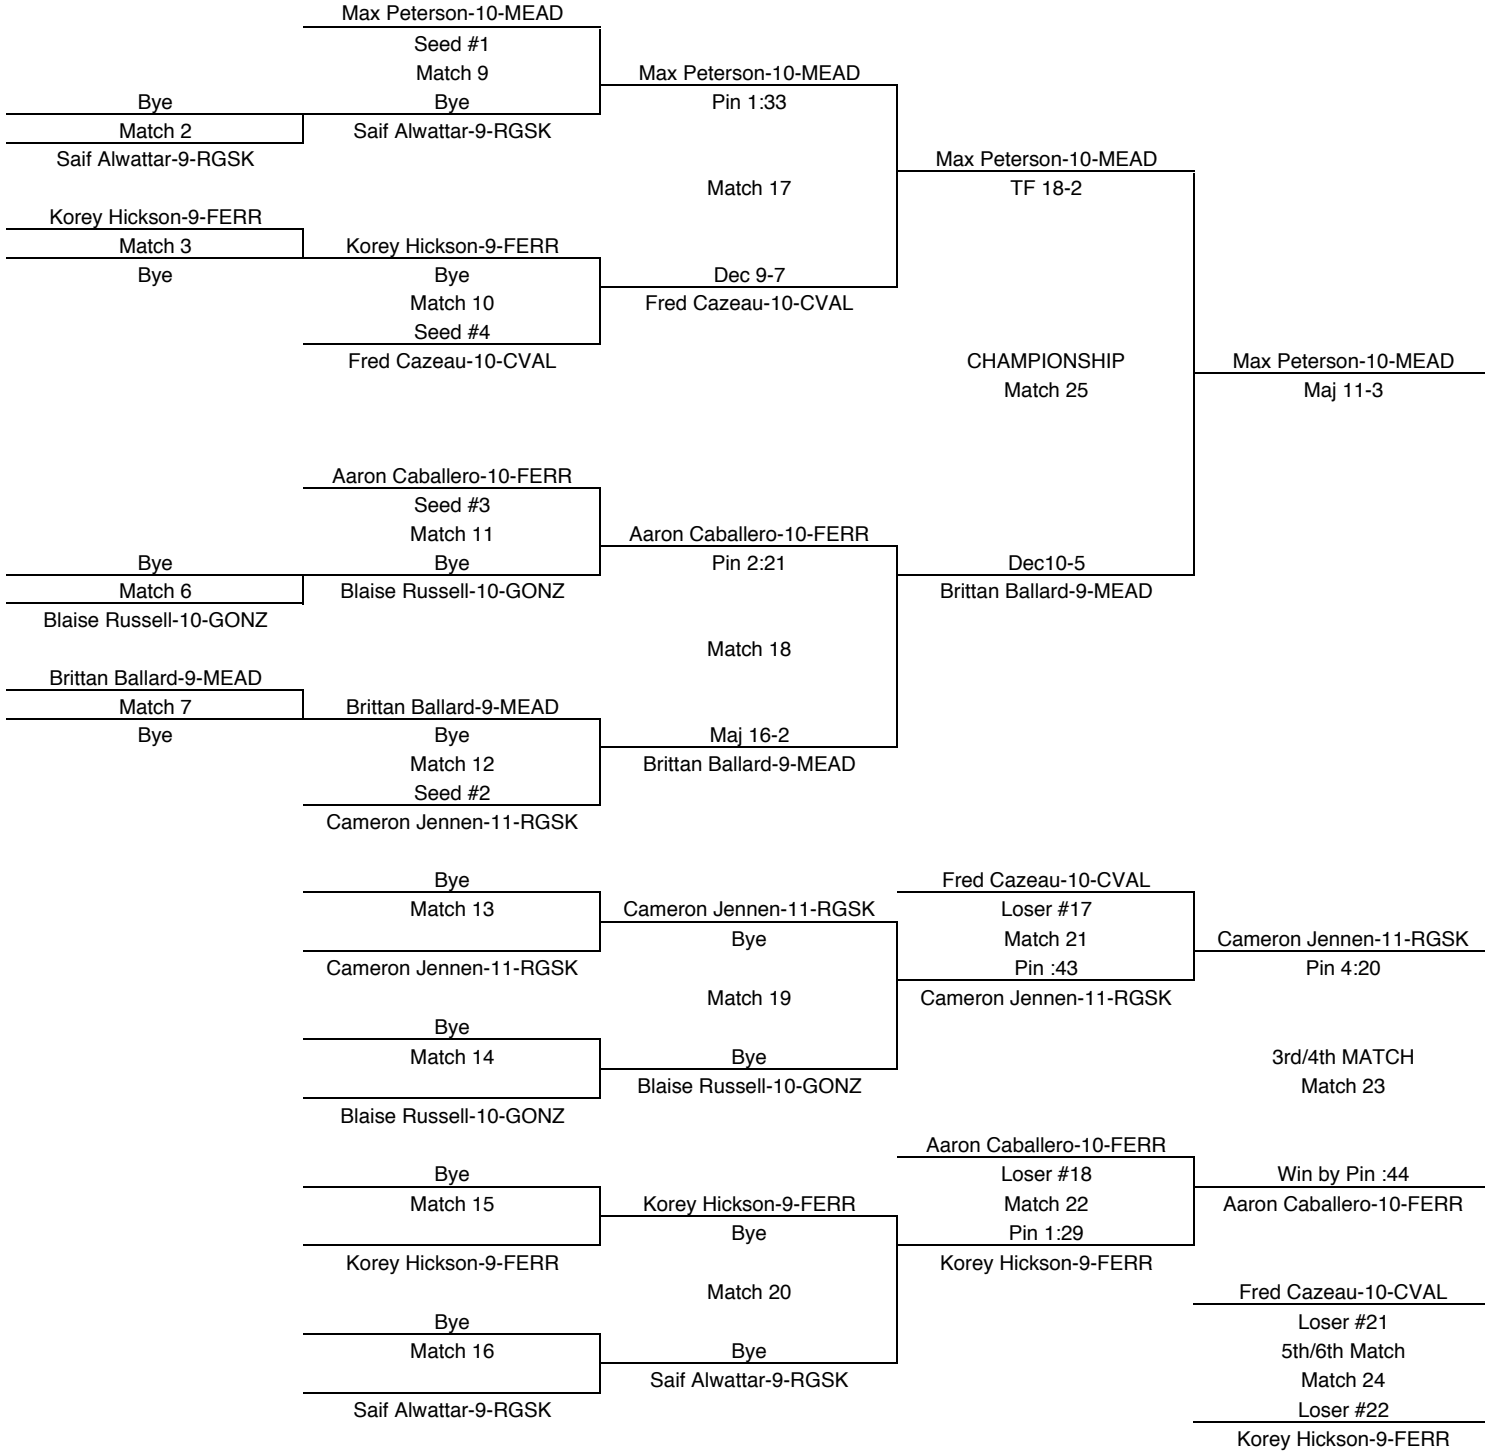 Max Peterson-10-MEAD
Seed #1
Match 9
Max Peterson-10-MEAD
Bye
Bye
Pin 1:33
Match 2
Saif Alwattar-9-RGSK
Saif Alwattar-9-RGSK
Max Peterson-10-MEAD
Match 17
TF 18-2
Korey Hickson-9-FERR
Match 3
Korey Hickson-9-FERR
Bye
Bye
Dec 9-7
Match 10
Fred Cazeau-10-CVAL
Seed #4
Fred Cazeau-10-CVAL
CHAMPIONSHIP
Max Peterson-10-MEAD
Match 25
Maj 11-3
Aaron Caballero-10-FERR
Seed #3
Match 11
Aaron Caballero-10-FERR
Bye
Bye
Pin 2:21
Dec10-5
Match 6
Blaise Russell-10-GONZ
Brittan Ballard-9-MEAD
Blaise Russell-10-GONZ
Match 18
Brittan Ballard-9-MEAD
Match 7
Brittan Ballard-9-MEAD
Bye
Bye
Maj 16-2
Match 12
Brittan Ballard-9-MEAD
Seed #2
Cameron Jennen-11-RGSK
Bye
Fred Cazeau-10-CVAL
Match 13
Cameron Jennen-11-RGSK
Loser #17
Bye
Match 21
Cameron Jennen-11-RGSK
Cameron Jennen-11-RGSK
Pin :43
Pin 4:20
Match 19
Cameron Jennen-11-RGSK
Bye
Match 14
Bye
3rd/4th MATCH
Blaise Russell-10-GONZ
Match 23
Blaise Russell-10-GONZ
Aaron Caballero-10-FERR
Bye
Loser #18
Win by Pin :44
Match 15
Korey Hickson-9-FERR
Match 22
Aaron Caballero-10-FERR
Bye
Pin 1:29
Korey Hickson-9-FERR
Korey Hickson-9-FERR
Match 20
Fred Cazeau-10-CVAL
Bye
Loser #21
Match 16
Bye
5th/6th Match
Saif Alwattar-9-RGSK
Match 24
Saif Alwattar-9-RGSK
Loser #22
Korey Hickson-9-FERR